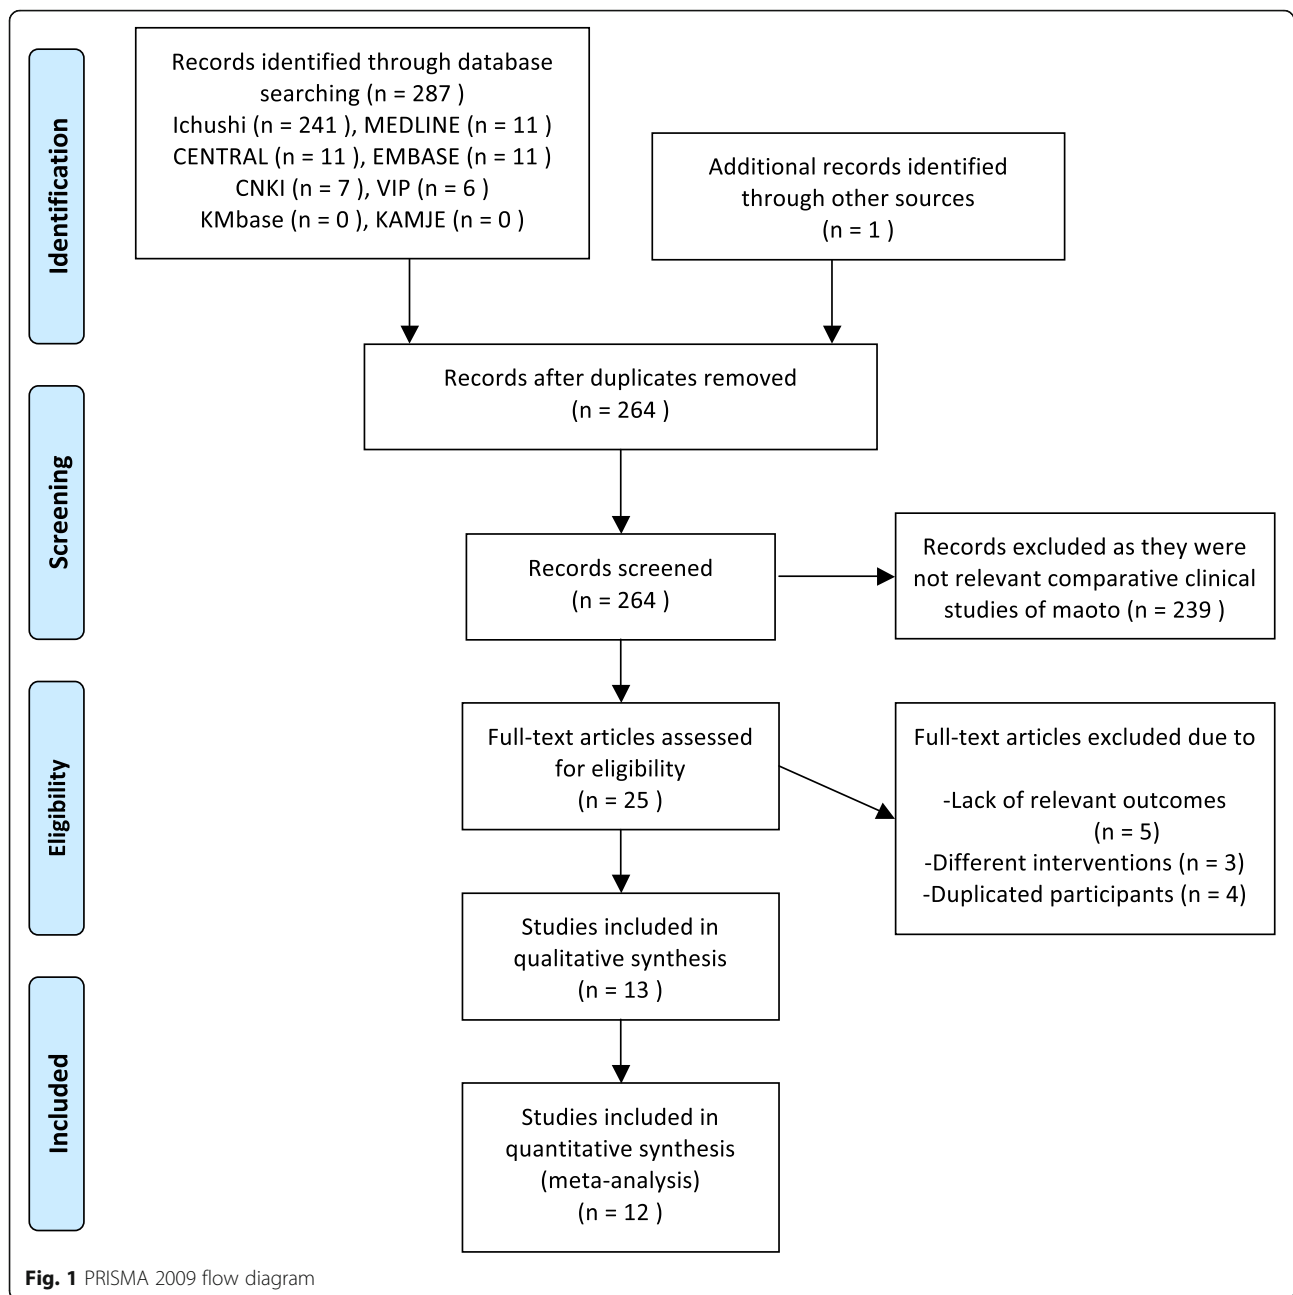 Identification
Records identified through database
searching (n = 287 )
Ichushi (n = 241 ), MEDLINE (n = 11 )
CENTRAL (n = 11 ), EMBASE (n = 11 )
CNKI (n = 7 ), VIP (n = 6 )
KMbase (n = 0 ), KAMJE (n = 0 )
Additional records identified
through other sources
(n = 1 )
Records after duplicates removed
(n = 264 )
Screening
Records screened
(n = 264 )
Records excluded as they were
not relevant comparative clinical
studies of maoto (n = 239 )
Eligibility
Full-text articles assessed
for eligibility
(n = 25 )
Full-text articles excluded due to
-Lack of relevant outcomes
(n = 5)
-Different interventions (n = 3)
-Duplicated participants (n = 4)
Studies included in
qualitative synthesis
(n = 13 )
Included
Studies included in
quantitative synthesis
(meta-analysis)
(n = 12 )
Fig. 1 PRISMA 2009 flow diagram